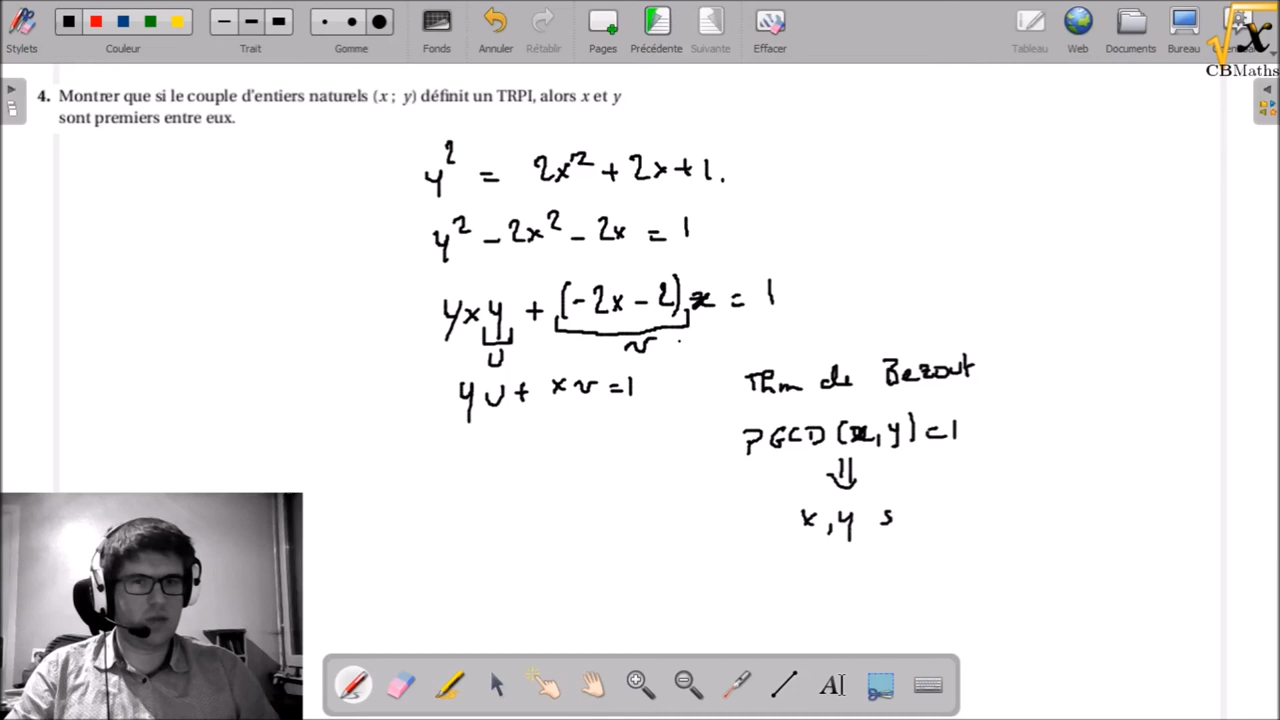 Stylets
Couleur
Trait
Gomme
Fonds
Annuler
Rétablir
Pages
Précédente
Suivante
Effacer
Tableau
Web
Documents
Bureau
CBMaths
4. Montrer que si le couple d'entiers naturels (x ; y) définit un TRPI, alors x et y
sont premiers entre eux.
y² = 2x² + 2x + 1.
y² - 2x² - 2x = 1
y × y + (-2x - 2) x = 1
U
v
y U + x v = 1
Thm de Bezout
PGCD (x, y) = 1
⇓
x, y s
AI